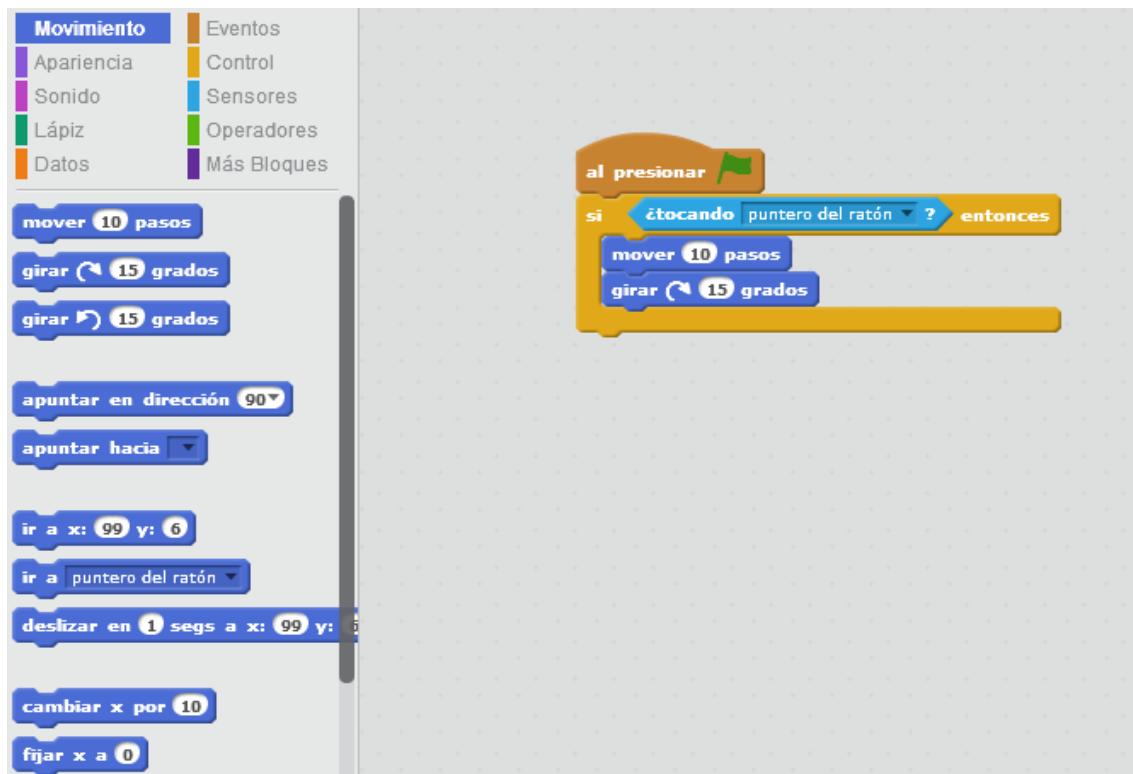 Movimiento
Eventos
Apariencia
Control
Sonido
Sensores
Lápiz
Operadores
Datos
Más Bloques
mover 10 pasos
girar 15 grados
girar 15 grados
apuntar en dirección 90
apuntar hacia
ir a x: 99 y: 6
ir a puntero del ratón
deslizar en 1 segs a x: 99 y: 6
cambiar x por 10
fijar x a 0
al presionar
si ¿tocando puntero del ratón ? entonces
mover 10 pasos
girar 15 grados